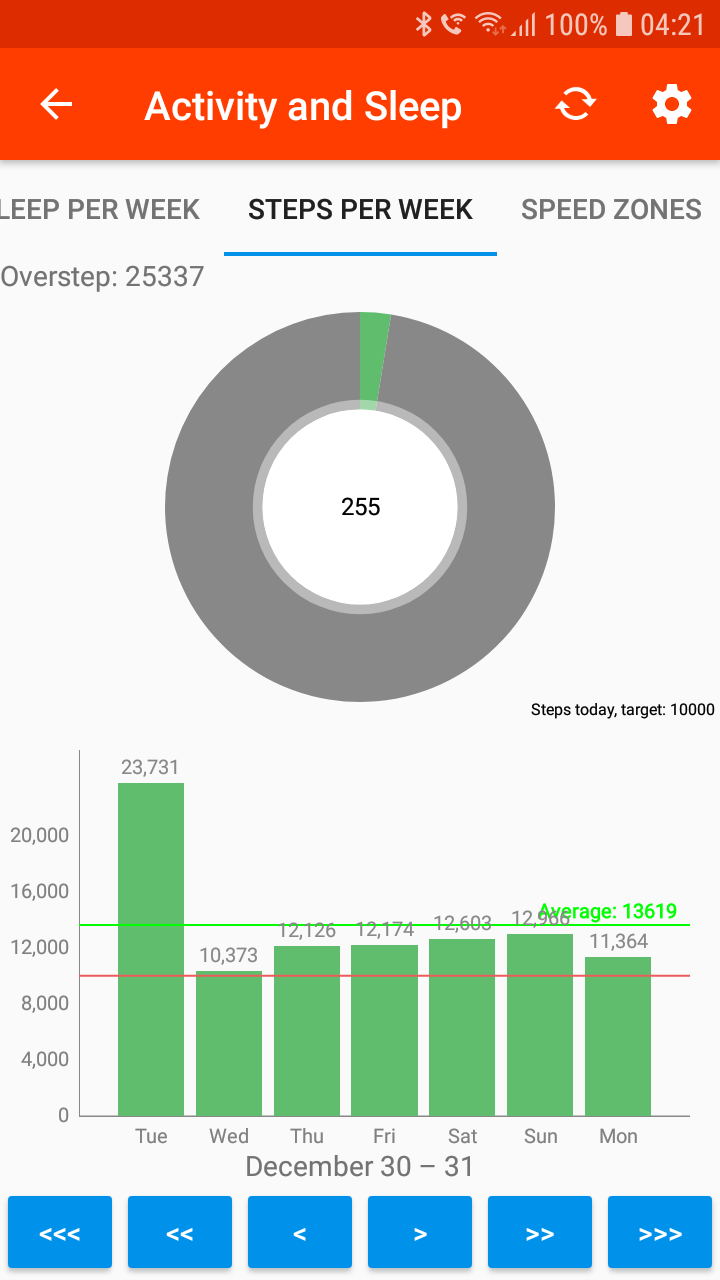 100% 04:21
Activity and Sleep
LEEP PER WEEK STEPS PER WEEK SPEED ZONES
Overstep: 25337
255
Steps today, target: 10000
23,731
20,000
16,000
Average: 13619
12,126 12,174 12,603 12,966
12,000 10,373 11,364
8,000
4,000
0
Tue Wed Thu Fri Sat Sun Mon
December 30 – 31
<<< << < > >> >>>